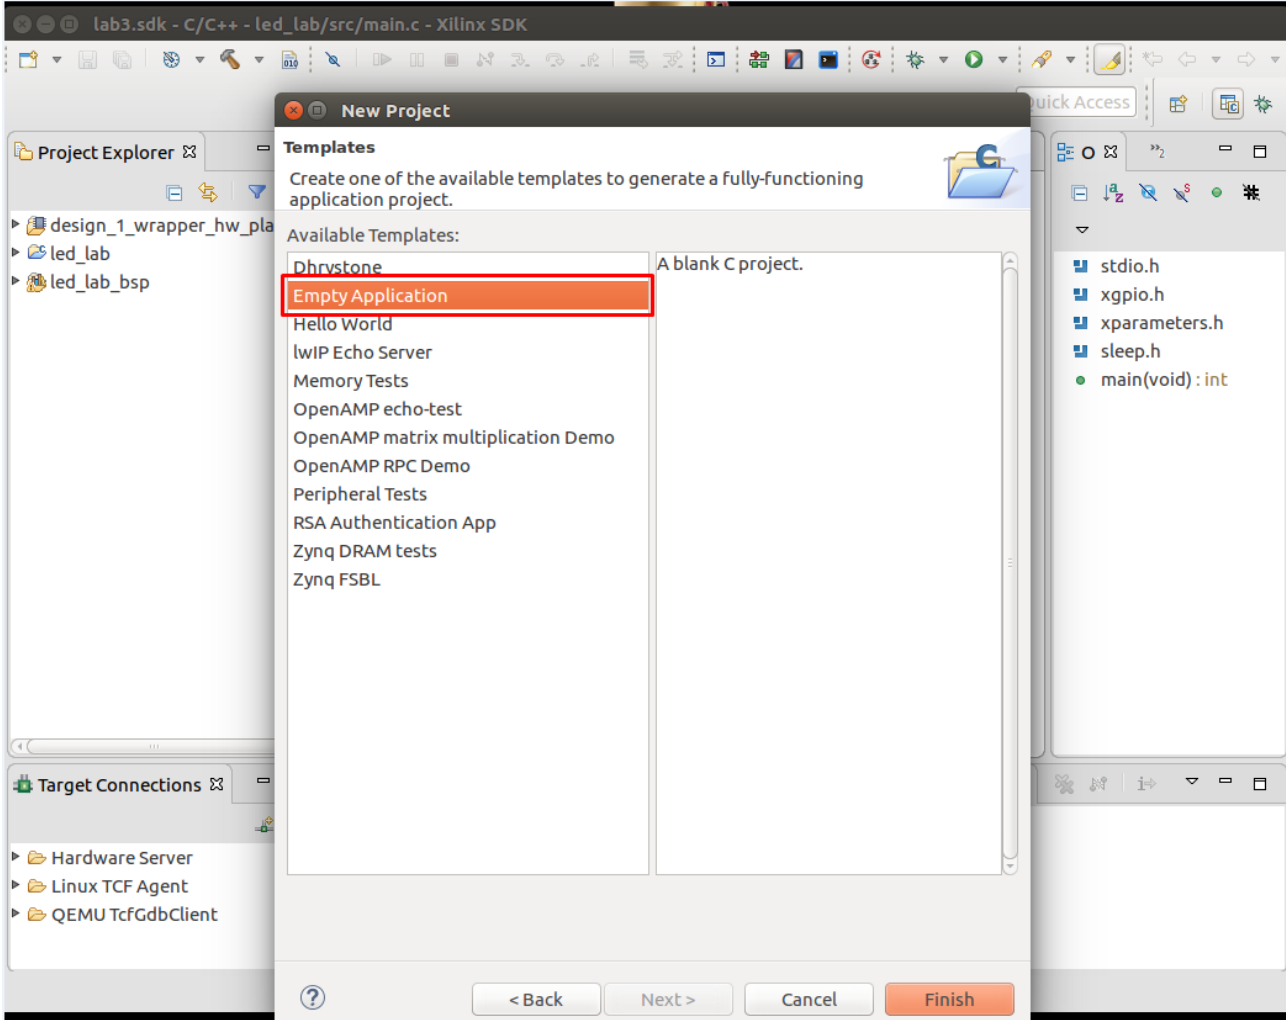 lab3.sdk - C/C++ - led_lab/src/main.c - Xilinx SDK
Quick Access
New Project
Project Explorer
Templates
Create one of the available templates to generate a fully-functioning
application project.
design_1_wrapper_hw_pla
led_lab
led_lab_bsp
Available Templates:
Dhrystone
Empty Application
Hello World
lwIP Echo Server
Memory Tests
OpenAMP echo-test
OpenAMP matrix multiplication Demo
OpenAMP RPC Demo
Peripheral Tests
RSA Authentication App
Zynq DRAM tests
Zynq FSBL
A blank C project.
O
2
stdio.h
xgpio.h
xparameters.h
sleep.h
main(void) : int
Target Connections
Hardware Server
Linux TCF Agent
QEMU TcfGdbClient
< Back
Next >
Cancel
Finish